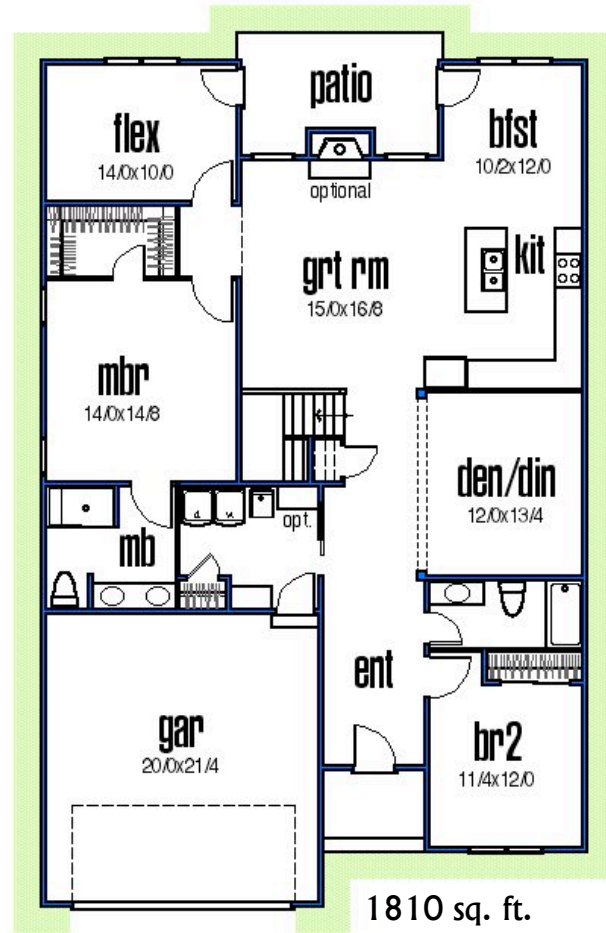 patio
flex
14/0x10/0
bfst
10/2x12/0
optional
kit
grt rm
15/0x16/8
mbr
14/0x14/8
den/din
12/0x13/4
d
w
opt.
mb
ent
gar
20/0x21/4
br2
11/4x12/0
1810 sq. ft.